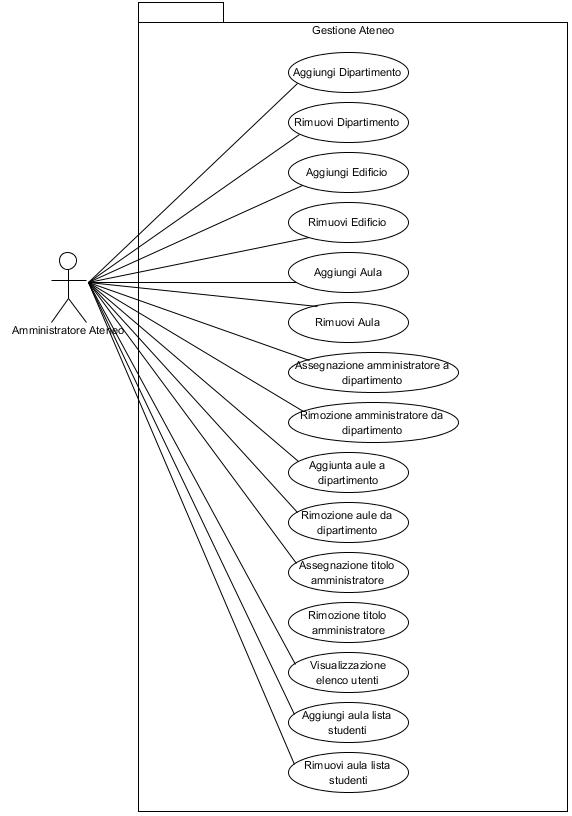 Gestione Ateneo
Aggiungi Dipartimento
Rimuovi Dipartimento
Aggiungi Edificio
Rimuovi Edificio
Aggiungi Aula
Amministratore Ateneo
Rimuovi Aula
Assegnazione amministratore a
dipartimento
Rimozione amministratore da
dipartimento
Aggiunta aule a
dipartimento
Rimozione aule da
dipartimento
Assegnazione titolo
amministratore
Rimozione titolo
amministratore
Visualizzazione
elenco utenti
Aggiungi aula lista
studenti
Rimuovi aula lista
studenti